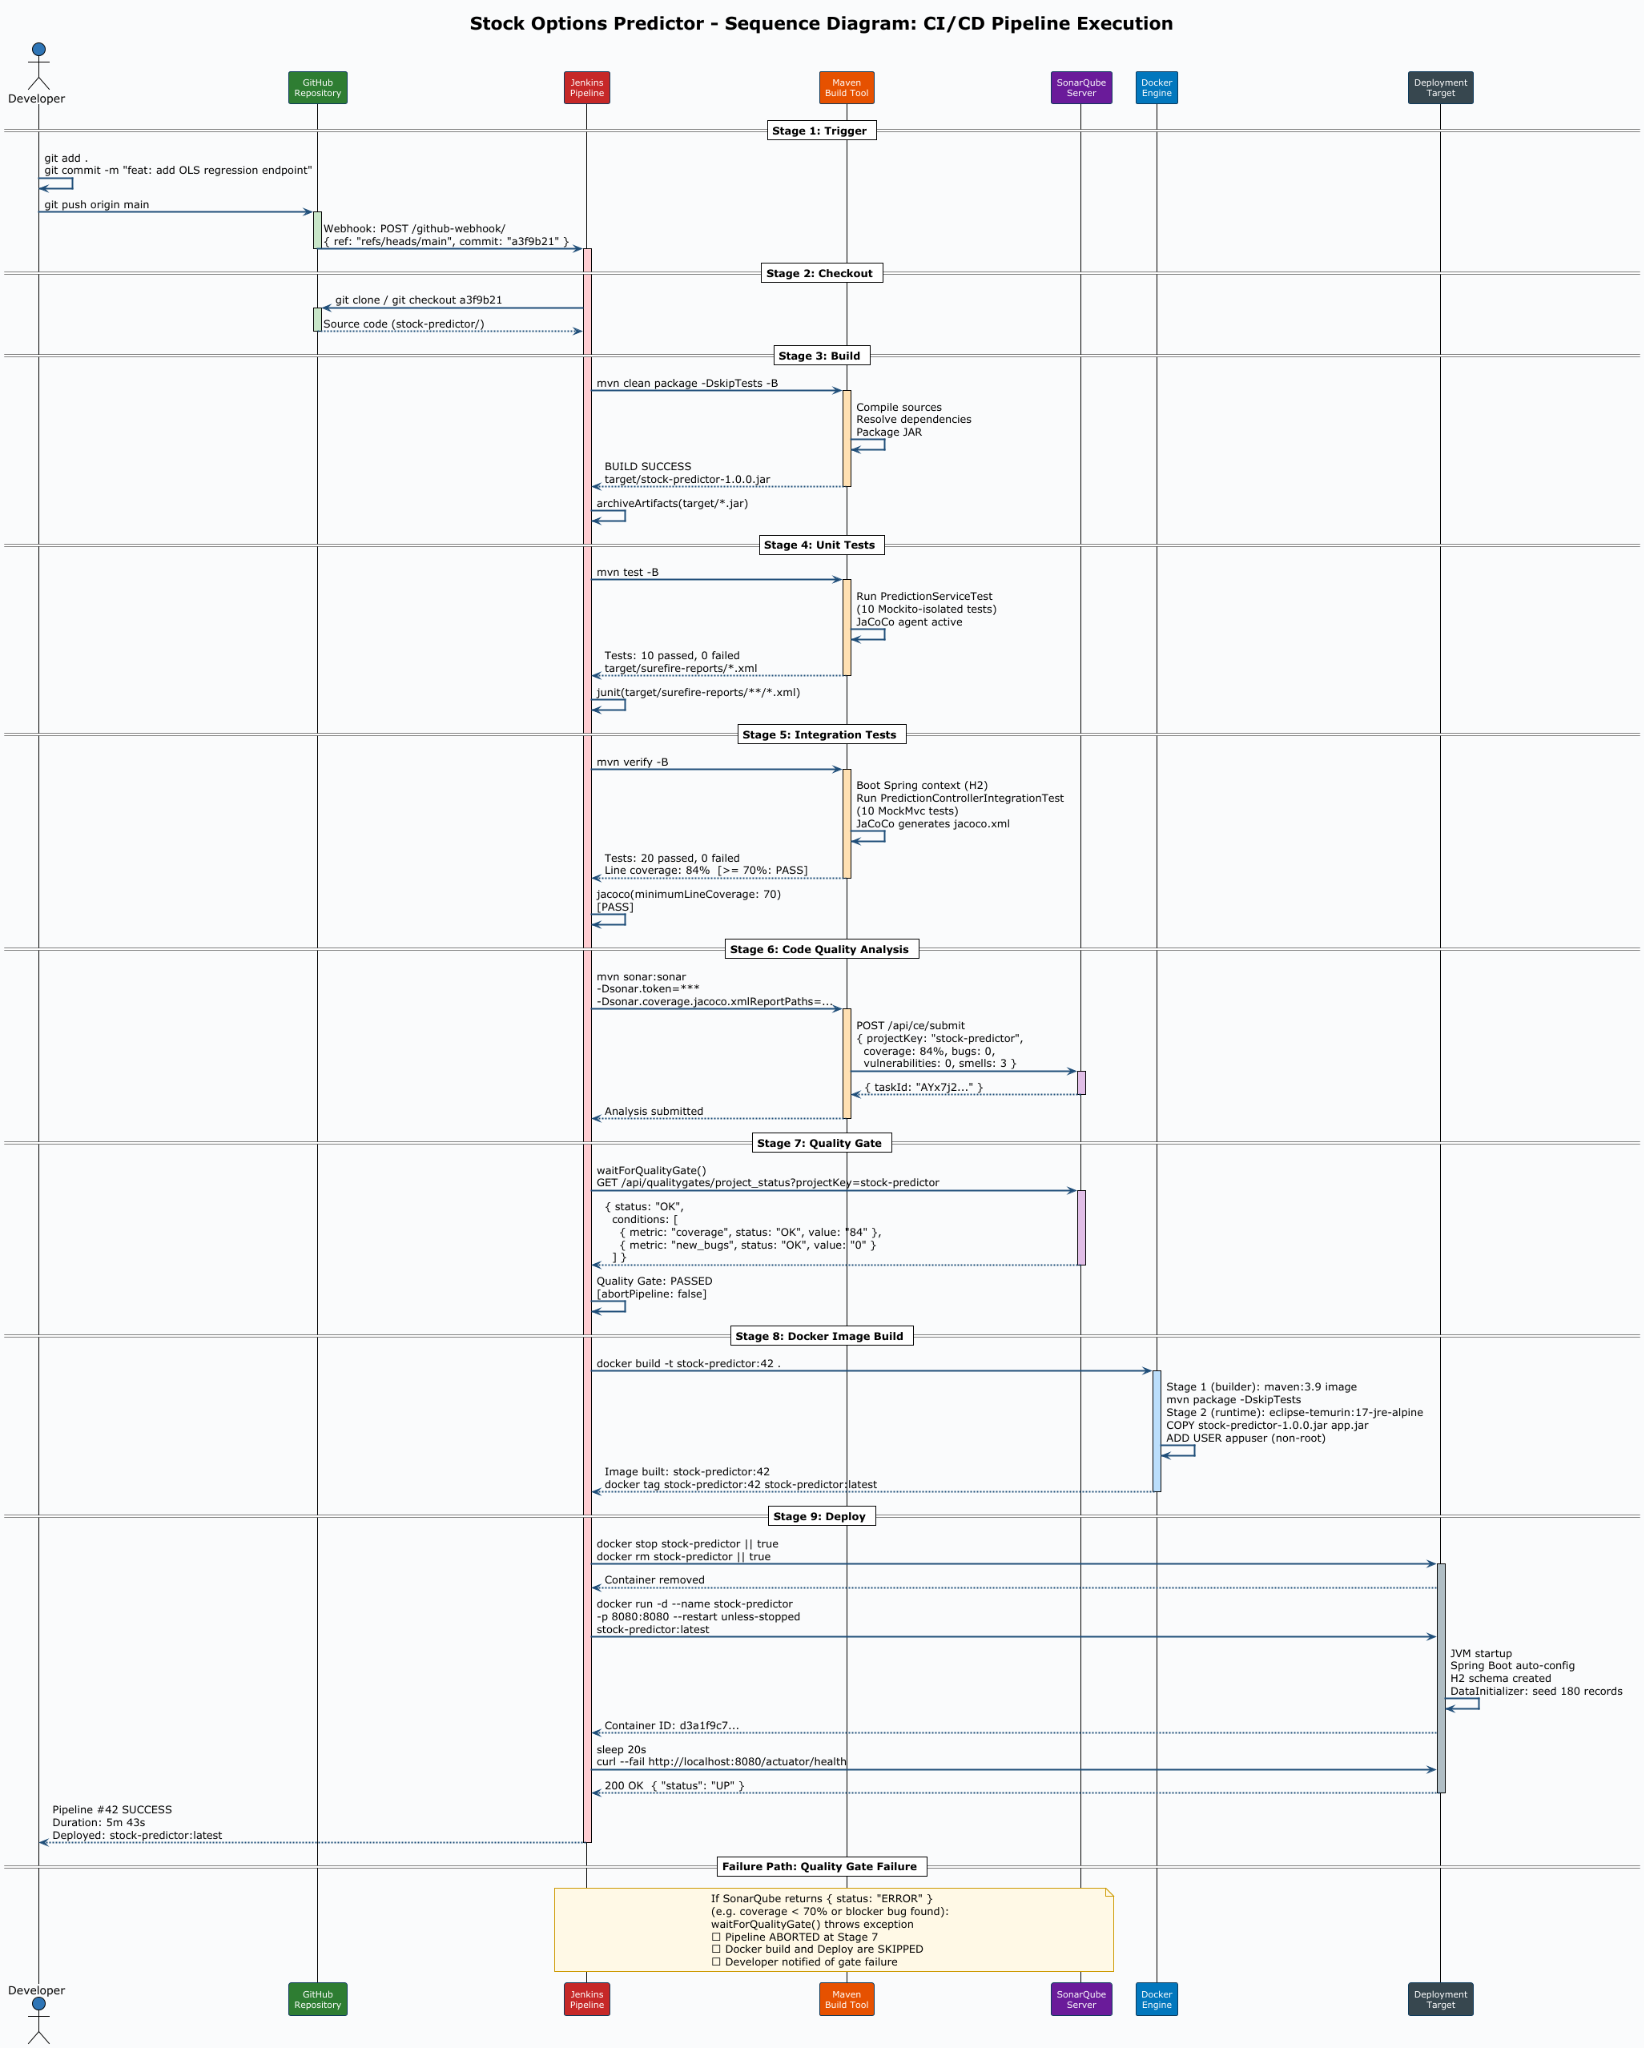 Stock Options Predictor - Sequence Diagram: CI/CD Pipeline Execution
Developer
GitHub
Repository
Jenkins
Pipeline
Maven
Build Tool
SonarQube
Server
Docker
Engine
Deployment
Target
Stage 1: Trigger
git add .
git commit -m "feat: add OLS regression endpoint"
git push origin main
Webhook: POST /github-webhook/
{ ref: "refs/heads/main", commit: "a3f9b21" }
Stage 2: Checkout
git clone / git checkout a3f9b21
Source code (stock-predictor/)
Stage 3: Build
mvn clean package -DskipTests -B
Compile sources
Resolve dependencies
Package JAR
BUILD SUCCESS
target/stock-predictor-1.0.0.jar
archiveArtifacts(target/*.jar)
Stage 4: Unit Tests
mvn test -B
Run PredictionServiceTest
(10 Mockito-isolated tests)
JaCoCo agent active
Tests: 10 passed, 0 failed
target/surefire-reports/*.xml
junit(target/surefire-reports/**/*.xml)
Stage 5: Integration Tests
mvn verify -B
Boot Spring context (H2)
Run PredictionControllerIntegrationTest
(10 MockMvc tests)
JaCoCo generates jacoco.xml
Tests: 20 passed, 0 failed
Line coverage: 84%  [>= 70%: PASS]
jacoco(minimumLineCoverage: 70)
[PASS]
Stage 6: Code Quality Analysis
mvn sonar:sonar
-Dsonar.token=***
-Dsonar.coverage.jacoco.xmlReportPaths=...
POST /api/ce/submit
{ projectKey: "stock-predictor",
coverage: 84%, bugs: 0,
vulnerabilities: 0, smells: 3 }
{ taskId: "AYx7j2..." }
Analysis submitted
Stage 7: Quality Gate
waitForQualityGate()
GET /api/qualitygates/project_status?projectKey=stock-predictor
{ status: "OK",
conditions: [
{ metric: "coverage", status: "OK", value: "84" },
{ metric: "new_bugs", status: "OK", value: "0" }
] }
Quality Gate: PASSED
[abortPipeline: false]
Stage 8: Docker Image Build
docker build -t stock-predictor:42 .
Stage 1 (builder): maven:3.9 image
mvn package -DskipTests
Stage 2 (runtime): eclipse-temurin:17-jre-alpine
COPY stock-predictor-1.0.0.jar app.jar
ADD USER appuser (non-root)
Image built: stock-predictor:42
docker tag stock-predictor:42 stock-predictor:latest
Stage 9: Deploy
docker stop stock-predictor || true
docker rm stock-predictor || true
Container removed
docker run -d --name stock-predictor
-p 8080:8080 --restart unless-stopped
stock-predictor:latest
JVM startup
Spring Boot auto-config
H2 schema created
DataInitializer: seed 180 records
Container ID: d3a1f9c7...
sleep 20s
curl --fail http://localhost:8080/actuator/health
200 OK  { "status": "UP" }
Pipeline #42 SUCCESS
Duration: 5m 43s
Deployed: stock-predictor:latest
Failure Path: Quality Gate Failure
If SonarQube returns { status: "ERROR" }
(e.g. coverage < 70% or blocker bug found):
waitForQualityGate() throws exception
□ Pipeline ABORTED at Stage 7
□ Docker build and Deploy are SKIPPED
□ Developer notified of gate failure
Developer
GitHub
Repository
Jenkins
Pipeline
Maven
Build Tool
SonarQube
Server
Docker
Engine
Deployment
Target